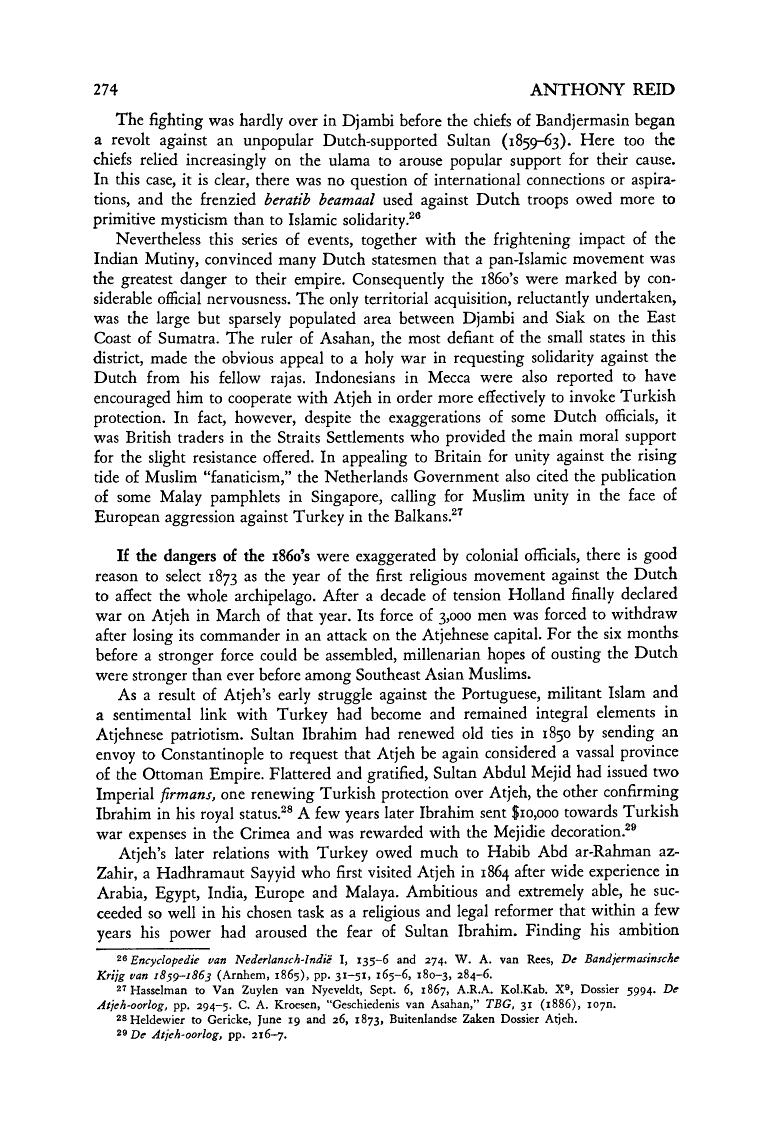 274 ANTHONY REID
The fighting was hardly over in Djambi before the chiefs of Bandjermasin began
a revolt against an unpopular Dutch-supported Sultan (1859–63). Here too the
chiefs relied increasingly on the ulama to arouse popular support for their cause.
In this case, it is clear, there was no question of international connections or aspira-
tions, and the frenzied beratib beamaal used against Dutch troops owed more to
primitive mysticism than to Islamic solidarity.26
Nevertheless this series of events, together with the frightening impact of the
Indian Mutiny, convinced many Dutch statesmen that a pan-Islamic movement was
the greatest danger to their empire. Consequently the 1860's were marked by con-
siderable official nervousness. The only territorial acquisition, reluctantly undertaken,
was the large but sparsely populated area between Djambi and Siak on the East
Coast of Sumatra. The ruler of Asahan, the most defiant of the small states in this
district, made the obvious appeal to a holy war in requesting solidarity against the
Dutch from his fellow rajas. Indonesians in Mecca were also reported to have
encouraged him to cooperate with Atjeh in order more effectively to invoke Turkish
protection. In fact, however, despite the exaggerations of some Dutch officials, it
was British traders in the Straits Settlements who provided the main moral support
for the slight resistance offered. In appealing to Britain for unity against the rising
tide of Muslim "fanaticism," the Netherlands Government also cited the publication
of some Malay pamphlets in Singapore, calling for Muslim unity in the face of
European aggression against Turkey in the Balkans.27
If the dangers of the 1860's were exaggerated by colonial officials, there is good
reason to select 1873 as the year of the first religious movement against the Dutch
to affect the whole archipelago. After a decade of tension Holland finally declared
war on Atjeh in March of that year. Its force of 3,000 men was forced to withdraw
after losing its commander in an attack on the Atjehnese capital. For the six months
before a stronger force could be assembled, millenarian hopes of ousting the Dutch
were stronger than ever before among Southeast Asian Muslims.
As a result of Atjeh's early struggle against the Portuguese, militant Islam and
a sentimental link with Turkey had become and remained integral elements in
Atjehnese patriotism. Sultan Ibrahim had renewed old ties in 1850 by sending an
envoy to Constantinople to request that Atjeh be again considered a vassal province
of the Ottoman Empire. Flattered and gratified, Sultan Abdul Mejid had issued two
Imperial firmans, one renewing Turkish protection over Atjeh, the other confirming
Ibrahim in his royal status.28 A few years later Ibrahim sent $10,000 towards Turkish
war expenses in the Crimea and was rewarded with the Mejidie decoration.29
Atjeh's later relations with Turkey owed much to Habib Abd ar-Rahman az-
Zahir, a Hadhramaut Sayyid who first visited Atjeh in 1864 after wide experience in
Arabia, Egypt, India, Europe and Malaya. Ambitious and extremely able, he suc-
ceeded so well in his chosen task as a religious and legal reformer that within a few
years his power had aroused the fear of Sultan Ibrahim. Finding his ambition
26 Encyclopedie van Nederlansch-Indië I, 135–6 and 274. W. A. van Rees, De Bandjermasinsche
Krijg van 1859–1863 (Arnhem, 1865), pp. 31–51, 165–6, 180–3, 284–6.
27 Hasselman to Van Zuylen van Nyeveldt, Sept. 6, 1867, A.R.A. Kol.Kab. X9, Dossier 5994. De
Atjeh-oorlog, pp. 294–5. C. A. Kroesen, "Geschiedenis van Asahan," TBG, 31 (1886), 107n.
28 Heldewier to Gericke, June 19 and 26, 1873, Buitenlandse Zaken Dossier Atjeh.
29 De Atjeh-oorlog, pp. 216–7.